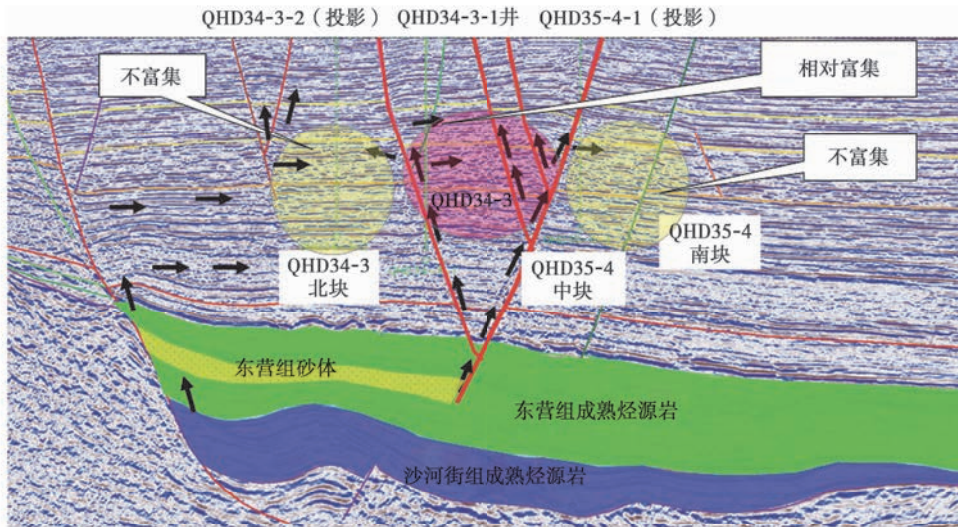 QHD34-3-2（投影） QHD34-3-1井 QHD35-4-1（投影）
不富集
相对富集
不富集
QHD34-3
QHD34-3
北块
QHD35-4
中块
QHD35-4
南块
东营组砂体
东营组成熟烃源岩
沙河街组成熟烃源岩